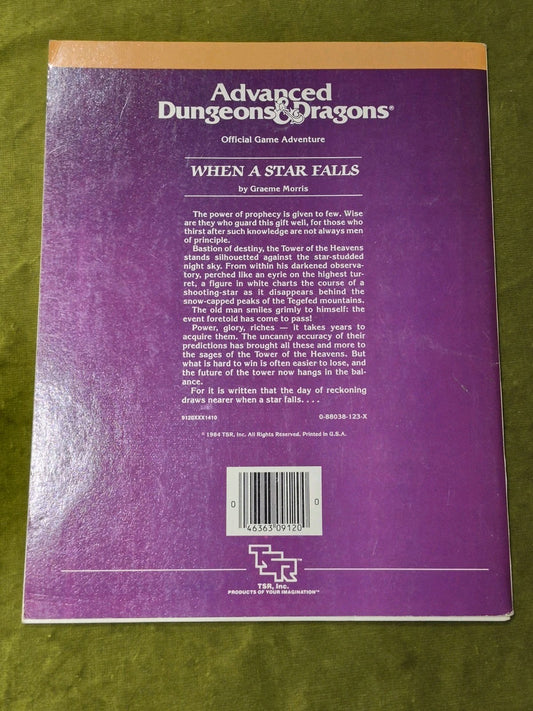 Advanced
Dungeons & Dragons®
Official Game Adventure
WHEN A STAR FALLS
by Graeme Morris
The power of prophecy is given to few. Wise
are they who guard this gift well, for those who
thirst after such knowledge are not always men
of principle.
Bastion of destiny, the Tower of the Heavens
stands silhouetted against the star-studded
night sky. From within his darkened observa-
tory, perched like an eyrie on the highest tur-
ret, a figure in white charts the course of a
shooting-star as it disappears behind the
snow-capped peaks of the Tegefed mountains.
The old man smiles grimly to himself: the
event foretold has come to pass!
Power, glory, riches — it takes years to
acquire them. The uncanny accuracy of their
predictions has brought all these and more to
the sages of the Tower of the Heavens. But
what is hard to win is often easier to lose, and
the future of the tower now hangs in the bal-
ance.
For it is written that the day of reckoning
draws nearer when a star falls. . . .
9120XXX1410 0-88038-123-X
© 1984 TSR, Inc. All Rights Reserved. Printed in U.S.A.
0 46363 09120 0
TSR
TSR, Inc.
PRODUCTS OF YOUR IMAGINATION™